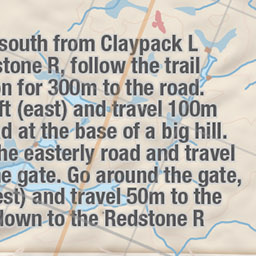 south from Claypack L
stone R, follow the trail
on for 300m to the road.
ft (east) and travel 100m
d at the base of a big hill.
he easterly road and travel
e gate. Go around the gate,
est) and travel 50m to the
down to the Redstone R